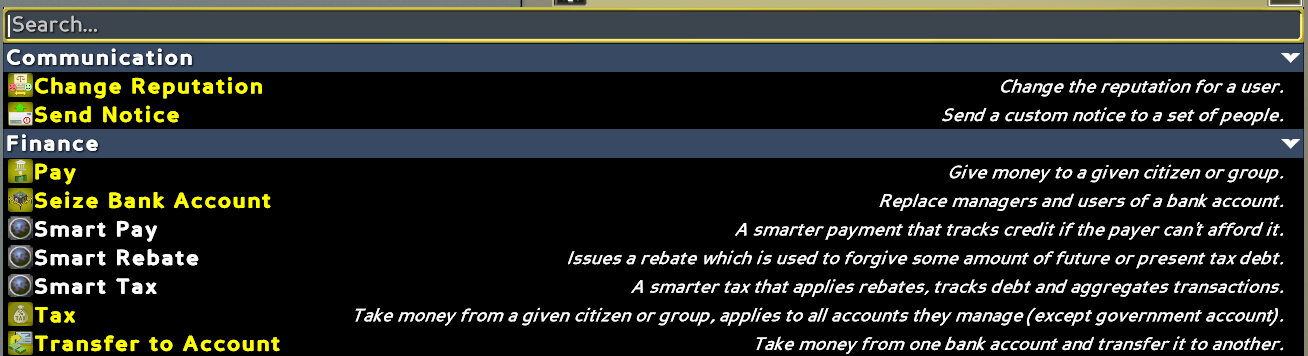 Search...
Communication
Change Reputation Change the reputation for a user.
Send Notice Send a custom notice to a set of people.
Finance
Pay Give money to a given citizen or group.
Seize Bank Account Replace managers and users of a bank account.
Smart Pay A smarter payment that tracks credit if the payer can't afford it.
Smart Rebate Issues a rebate which is used to forgive some amount of future or present tax debt.
Smart Tax A smarter tax that applies rebates, tracks debt and aggregates transactions.
Tax Take money from a given citizen or group, applies to all accounts they manage (except government account).
Transfer to Account Take money from one bank account and transfer it to another.